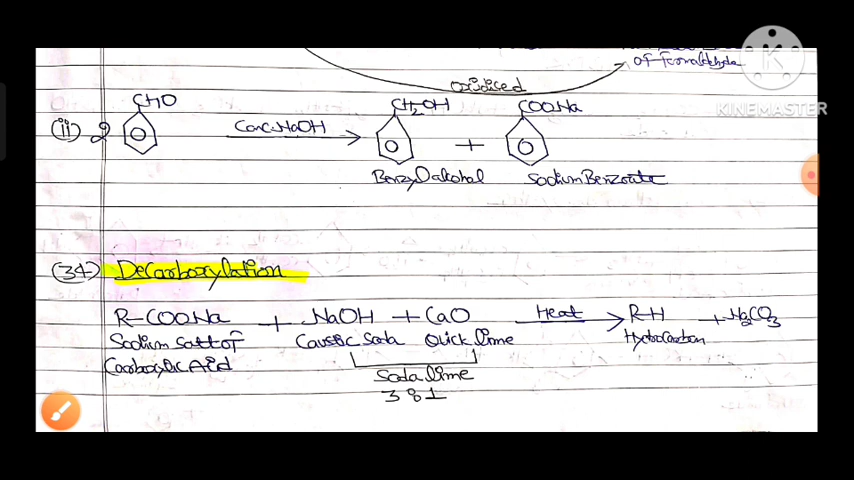 of Formaldehyde
oxidised
KINEMASTER
(ii) 2 CHO Conc. NaOH CH2OH + COONa
Benzyl alcohol Sodium Benzoate
(34) Decarboxylation
R-COONa + NaOH + CaO Heat R-H + Na2CO3
Sodium salt of Caustic Soda Quick lime Hydrocarbon
Carboxylic Acid
Soda lime
3:1